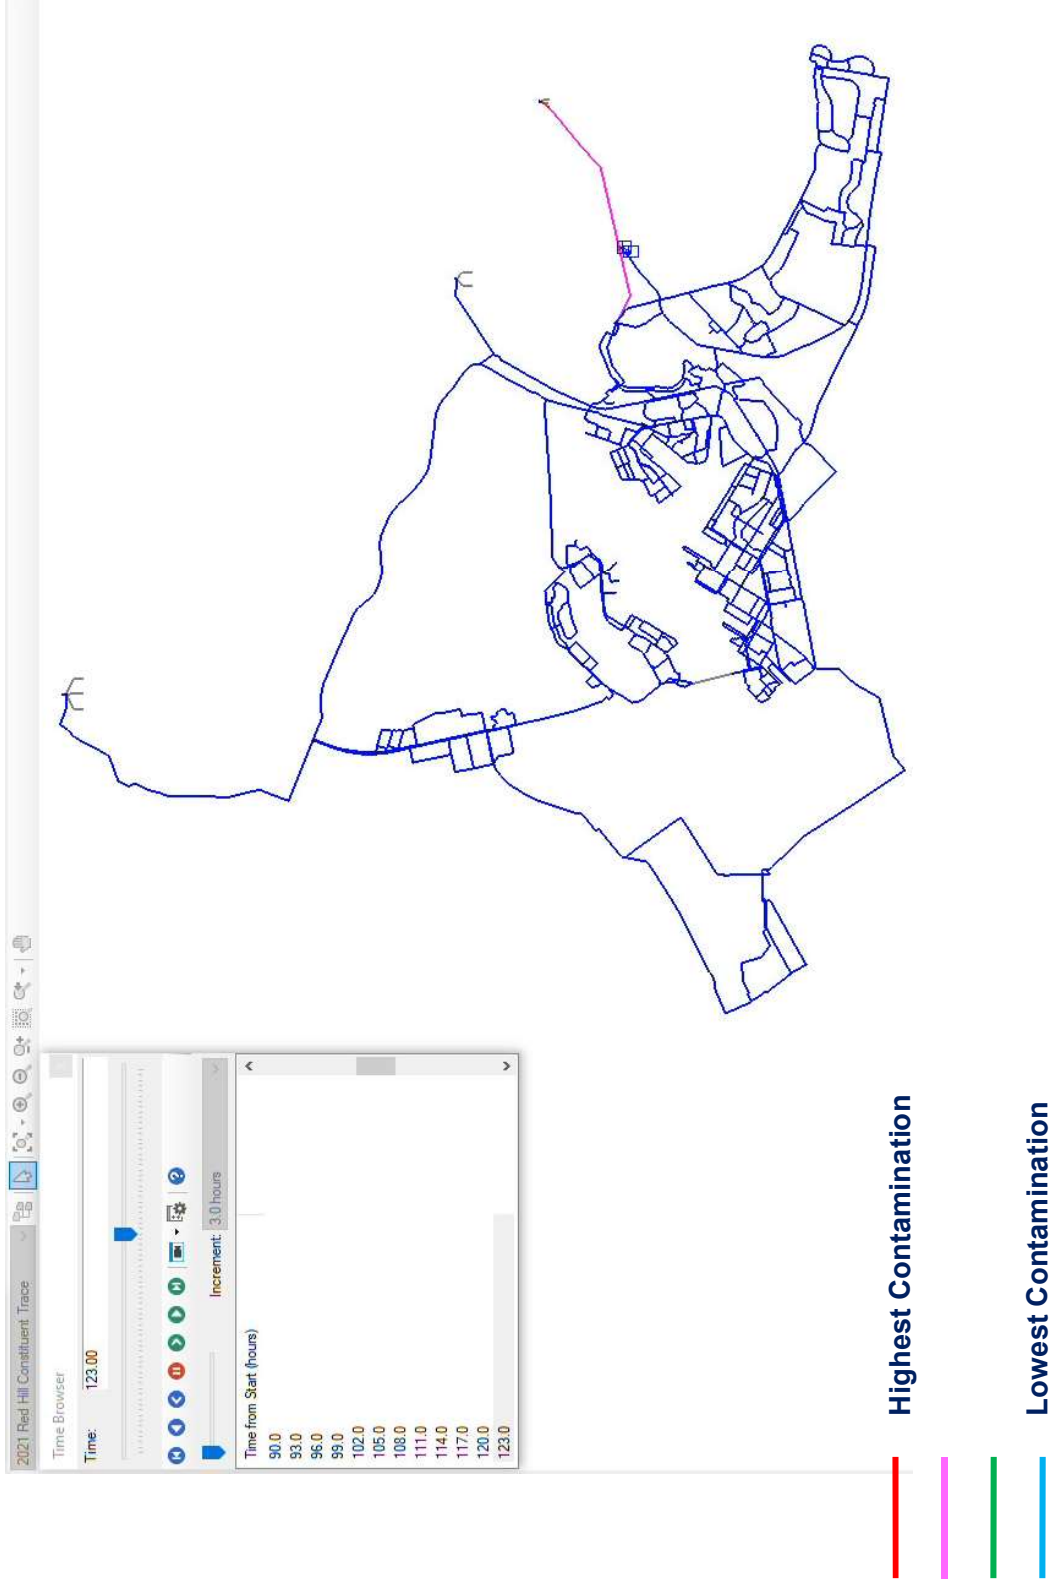 2021 Red Hill Constituent Trace
Time Browser
Time:
123.00
Increment:
3.0 hours
Time from Start (hours)
90.0
93.0
96.0
99.0
102.0
105.0
108.0
111.0
114.0
117.0
120.0
123.0
Highest Contamination
Lowest Contamination